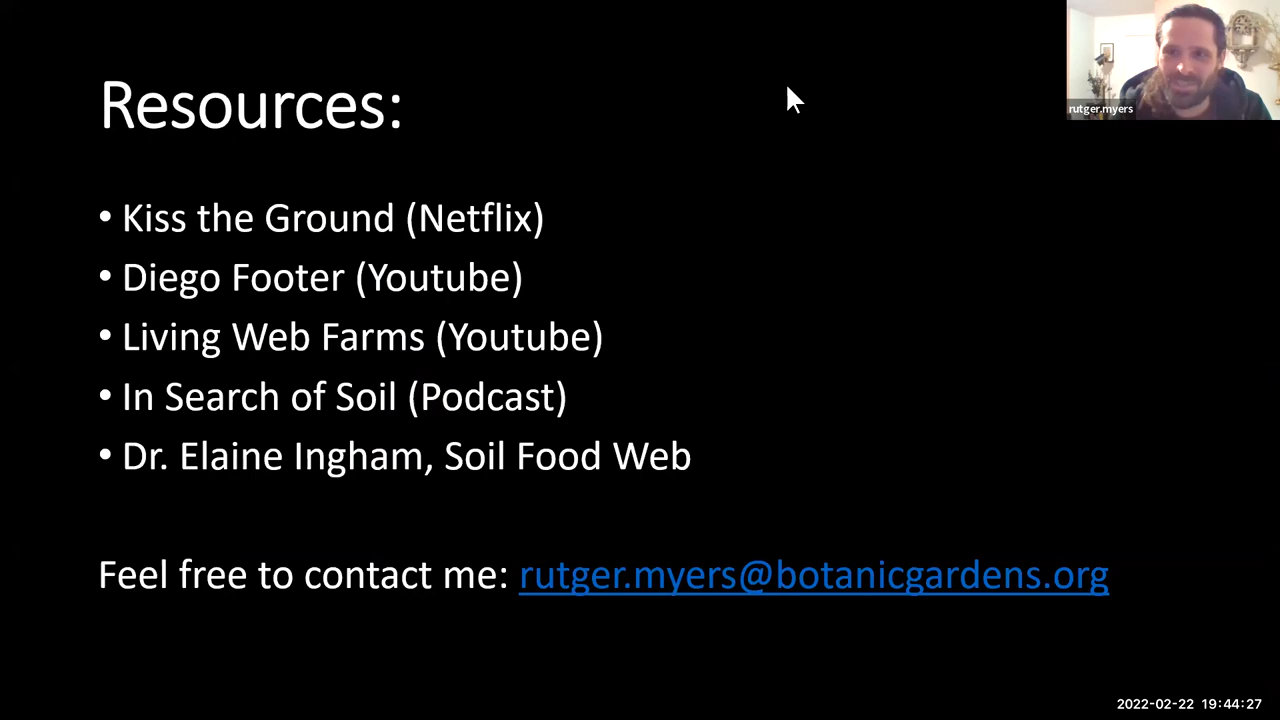 Resources:
rutger.myers
• Kiss the Ground (Netflix)
• Diego Footer (Youtube)
• Living Web Farms (Youtube)
• In Search of Soil (Podcast)
• Dr. Elaine Ingham, Soil Food Web
Feel free to contact me: rutger.myers@botanicgardens.org
2022-02-22 19:44:27